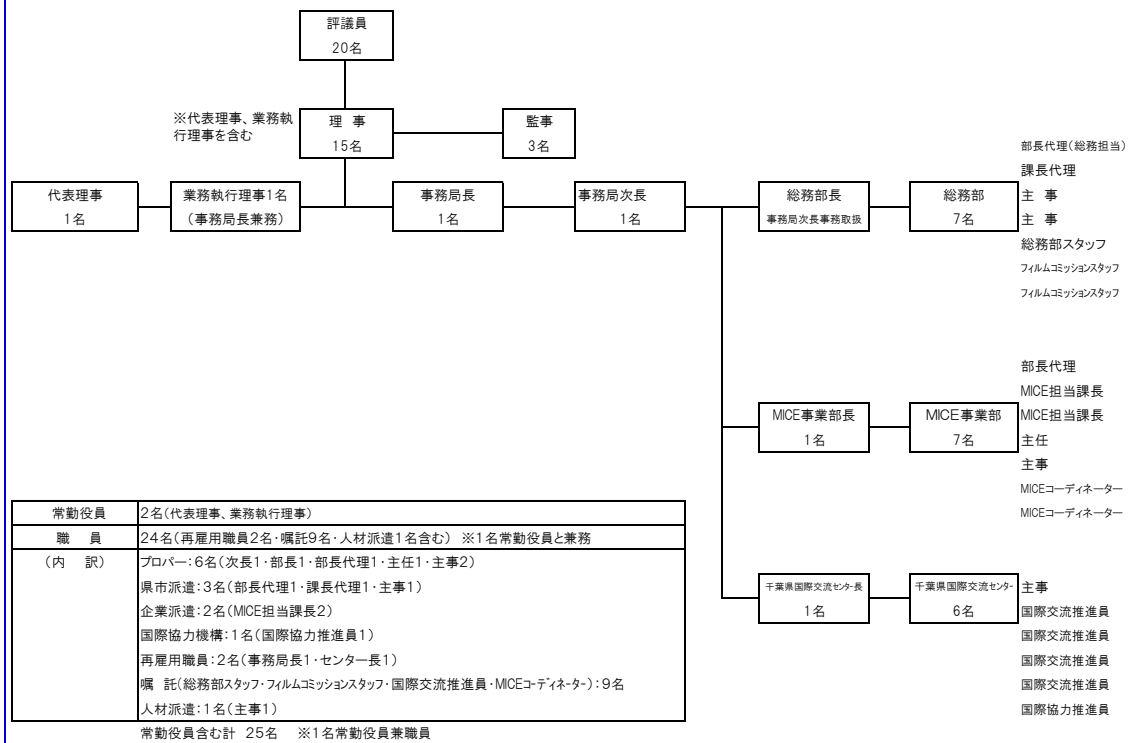 評議員
20名
※代表理事、業務執
行理事を含む
理 事
15名
監事
3名
代表理事
1名
業務執行理事1名
(事務局長兼務)
事務局長
1名
事務局次長
1名
総務部長
事務局次長事務取扱
総務部
7名
部長代理(総務担当)
課長代理
主 事
主 事
総務部スタッフ
フィルムコミッションスタッフ
フィルムコミッションスタッフ
MICE事業部長
1名
MICE事業部
7名
部長代理
MICE担当課長
MICE担当課長
主任
主事
MICEコーディネーター
MICEコーディネーター
千葉県国際交流センター長
1名
千葉県国際交流センター
6名
主事
国際交流推進員
国際交流推進員
国際交流推進員
国際交流推進員
国際協力推進員
常勤役員 2名(代表理事、業務執行理事)
職 員 24名(再雇用職員2名・嘱託9名・人材派遣1名含む) ※1名常勤役員と兼務
(内 訳) プロパー:6名(次長1・部長1・部長代理1・主任1・主事2)
県市派遣:3名(部長代理1・課長代理1・主事1)
企業派遣:2名(MICE担当課長2)
国際協力機構:1名(国際協力推進員1)
再雇用職員:2名(事務局長1・センター長1)
嘱 託(総務部スタッフ・フィルムコミッションスタッフ・国際交流推進員・MICEコーディネーター):9名
人材派遣:1名(主事1)
常勤役員含む計 25名 ※1名常勤役員兼職員